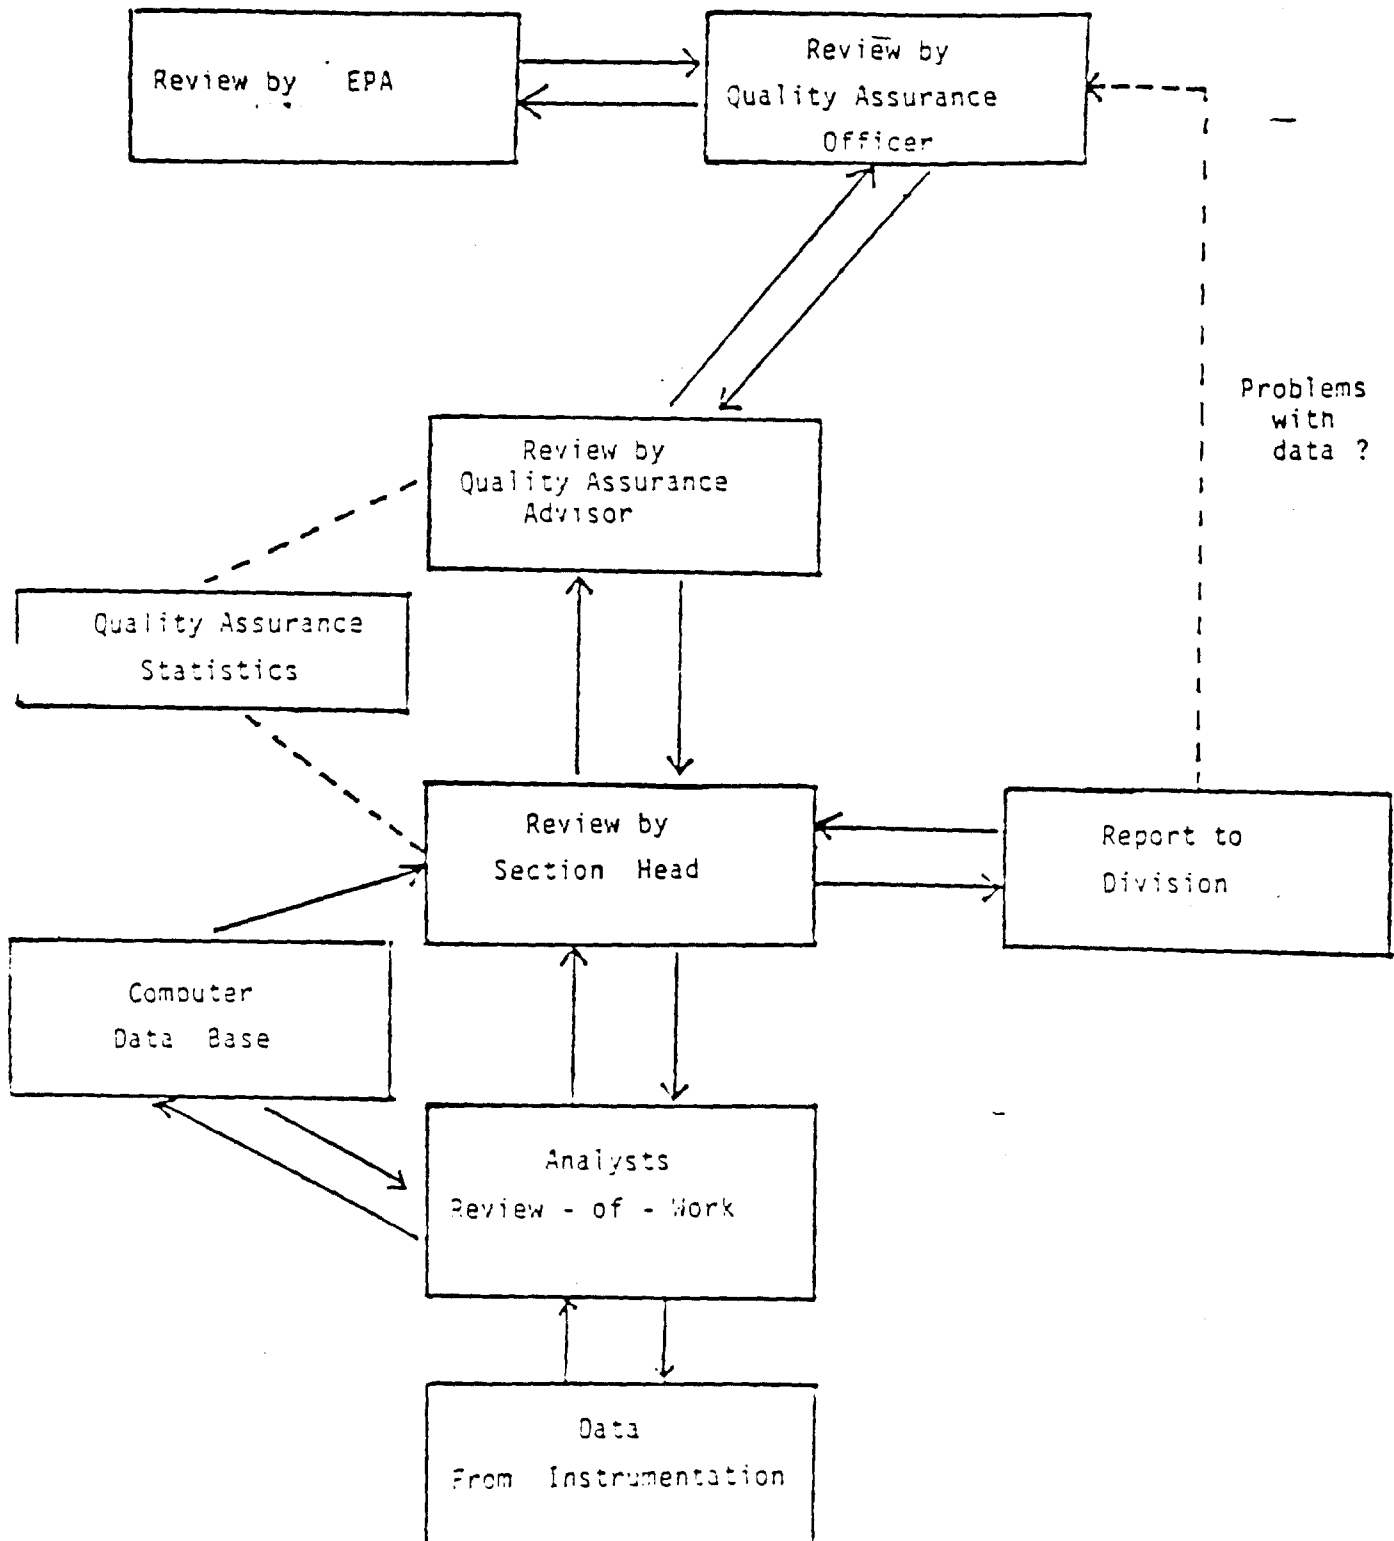 Review by EPA
Review by
Quality Assurance
Officer
Problems
with
data ?
Review by
Quality Assurance
Advisor
Quality Assurance
Statistics
Review by
Section Head
Report to
Division
Computer
Data Base
Analysts
Review - of - Work
Data
From Instrumentation